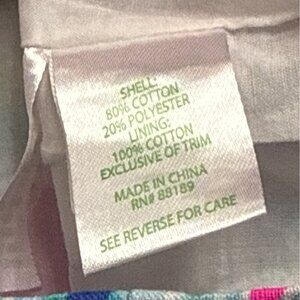 SHELL:
80% COTTON
20% POLYESTER
LINING:
100% COTTON
EXCLUSIVE OF TRIM
MADE IN CHINA
RN# 88189
SEE REVERSE FOR CARE